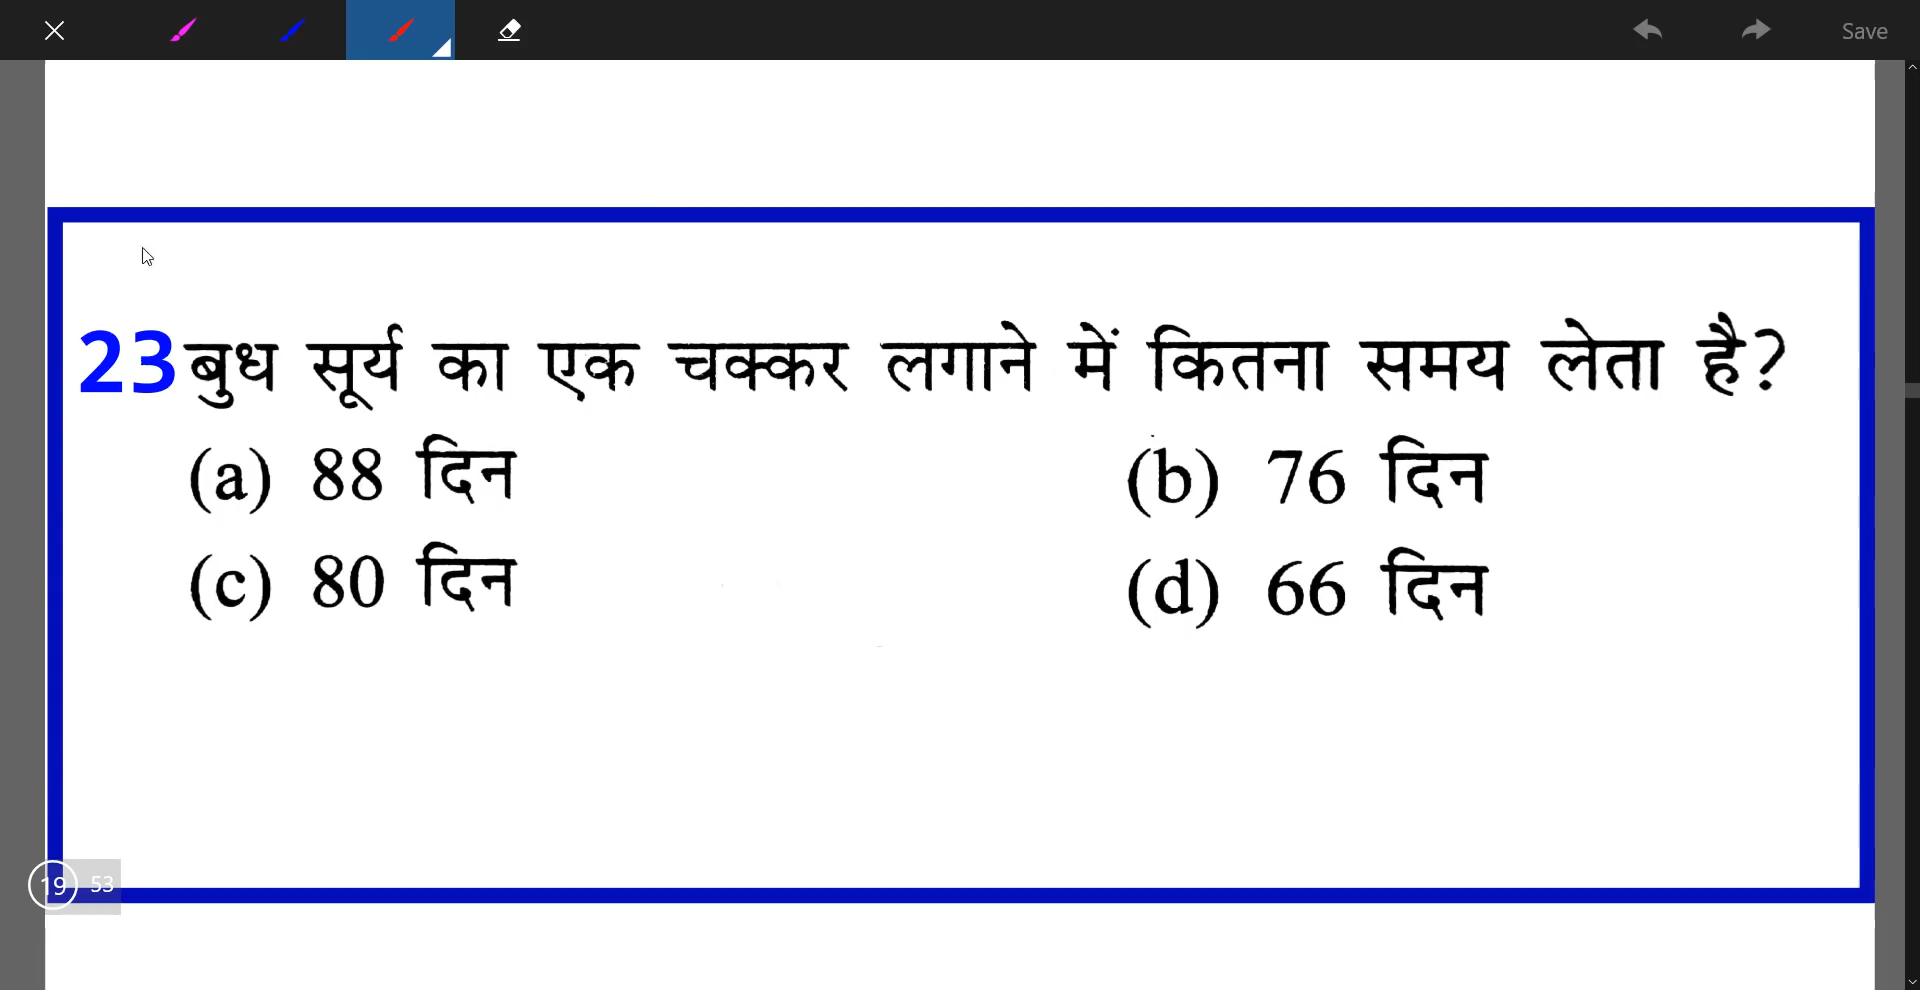 Save
23 बुध सूर्य का एक चक्कर लगाने में कितना समय लेता है?
(a) 88 दिन (b) 76 दिन
(c) 80 दिन (d) 66 दिन
19 53